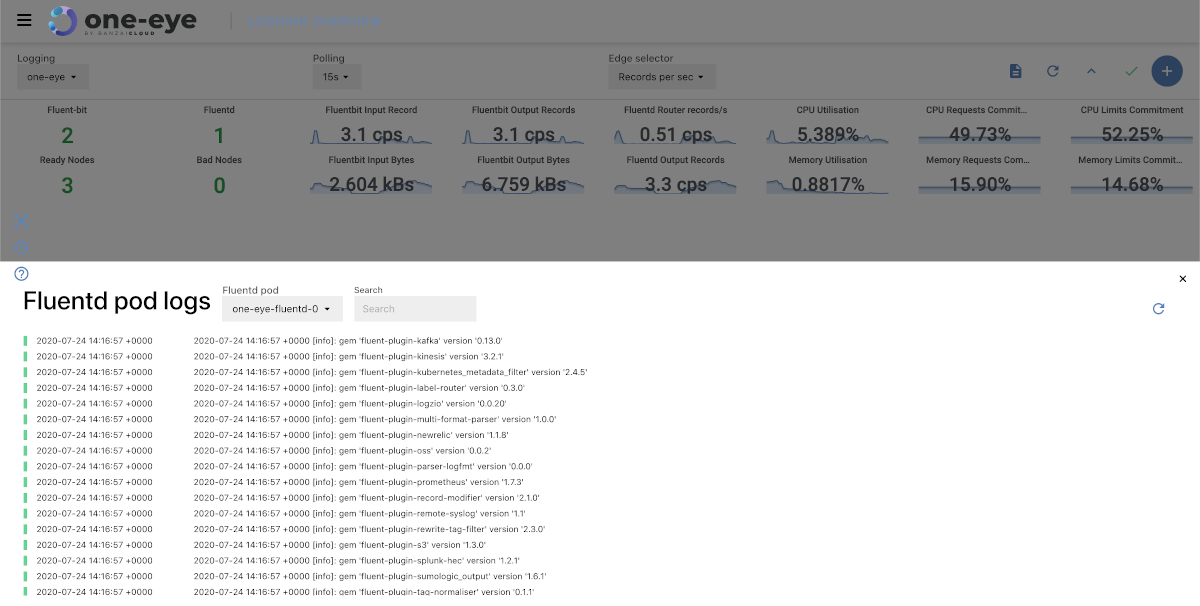 one-eye
BY BANZAICLOUD
Logging
one-eye
Polling
15s
Edge selector
Records per sec
Fluent-bit
2
Fluentd
1
Fluentbit Input Record
3.1 cps
Fluentbit Output Records
3.1 cps
Fluentd Router records/s
0.51 cps
CPU Utilisation
5.389%
CPU Requests Commit...
49.73%
CPU Limits Commitment
52.25%
Ready Nodes
3
Bad Nodes
0
Fluentbit Input Bytes
2.604 kBs
Fluentbit Output Bytes
6.759 kBs
Fluentd Output Records
3.3 cps
Memory Utilisation
0.8817%
Memory Requests Com...
15.90%
Memory Limits Commit...
14.68%
Fluentd pod logs
Fluentd pod
one-eye-fluentd-0
Search
Search
2020-07-24 14:16:57 +0000 2020-07-24 14:16:57 +0000 [info]: gem 'fluent-plugin-kafka' version '0.13.0'
2020-07-24 14:16:57 +0000 2020-07-24 14:16:57 +0000 [info]: gem 'fluent-plugin-kinesis' version '3.2.1'
2020-07-24 14:16:57 +0000 2020-07-24 14:16:57 +0000 [info]: gem 'fluent-plugin-kubernetes_metadata_filter' version '2.4.5'
2020-07-24 14:16:57 +0000 2020-07-24 14:16:57 +0000 [info]: gem 'fluent-plugin-label-router' version '0.3.0'
2020-07-24 14:16:57 +0000 2020-07-24 14:16:57 +0000 [info]: gem 'fluent-plugin-logzio' version '0.0.20'
2020-07-24 14:16:57 +0000 2020-07-24 14:16:57 +0000 [info]: gem 'fluent-plugin-multi-format-parser' version '1.0.0'
2020-07-24 14:16:57 +0000 2020-07-24 14:16:57 +0000 [info]: gem 'fluent-plugin-newrelic' version '1.1.8'
2020-07-24 14:16:57 +0000 2020-07-24 14:16:57 +0000 [info]: gem 'fluent-plugin-oss' version '0.0.2'
2020-07-24 14:16:57 +0000 2020-07-24 14:16:57 +0000 [info]: gem 'fluent-plugin-parser-logfmt' version '0.0.0'
2020-07-24 14:16:57 +0000 2020-07-24 14:16:57 +0000 [info]: gem 'fluent-plugin-prometheus' version '1.7.3'
2020-07-24 14:16:57 +0000 2020-07-24 14:16:57 +0000 [info]: gem 'fluent-plugin-record-modifier' version '2.1.0'
2020-07-24 14:16:57 +0000 2020-07-24 14:16:57 +0000 [info]: gem 'fluent-plugin-remote-syslog' version '1.1'
2020-07-24 14:16:57 +0000 2020-07-24 14:16:57 +0000 [info]: gem 'fluent-plugin-rewrite-tag-filter' version '2.3.0'
2020-07-24 14:16:57 +0000 2020-07-24 14:16:57 +0000 [info]: gem 'fluent-plugin-s3' version '1.3.0'
2020-07-24 14:16:57 +0000 2020-07-24 14:16:57 +0000 [info]: gem 'fluent-plugin-splunk-hec' version '1.2.1'
2020-07-24 14:16:57 +0000 2020-07-24 14:16:57 +0000 [info]: gem 'fluent-plugin-sumologic_output' version '1.6.1'
2020-07-24 14:16:57 +0000 2020-07-24 14:16:57 +0000 [info]: gem 'fluent-plugin-tag-normaliser' version '0.1.1'